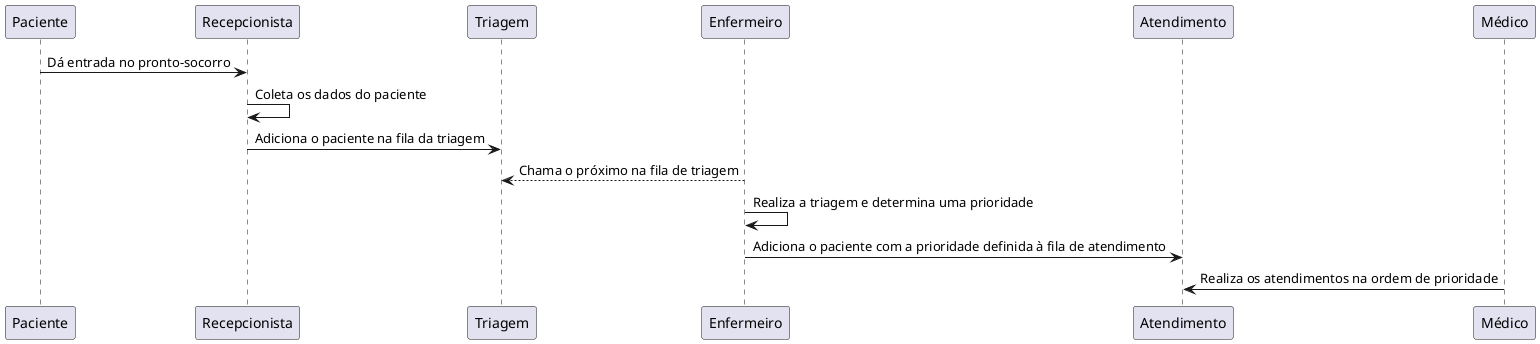 Paciente
Recepcionista
Triagem
Enfermeiro
Atendimento
Médico
Dá entrada no pronto-socorro
Coleta os dados do paciente
Adiciona o paciente na fila da triagem
Chama o próximo na fila de triagem
Realiza a triagem e determina uma prioridade
Adiciona o paciente com a prioridade definida à fila de atendimento
Realiza os atendimentos na ordem de prioridade
Paciente
Recepcionista
Triagem
Enfermeiro
Atendimento
Médico